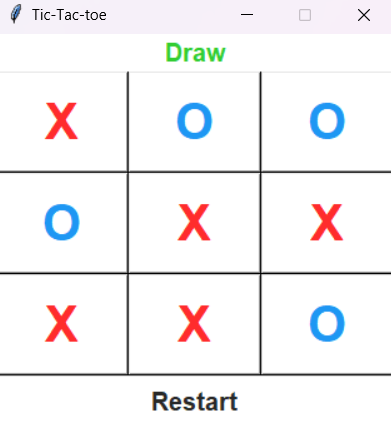 Tic-Tac-toe
Draw
X O O
O X X
X X O
Restart